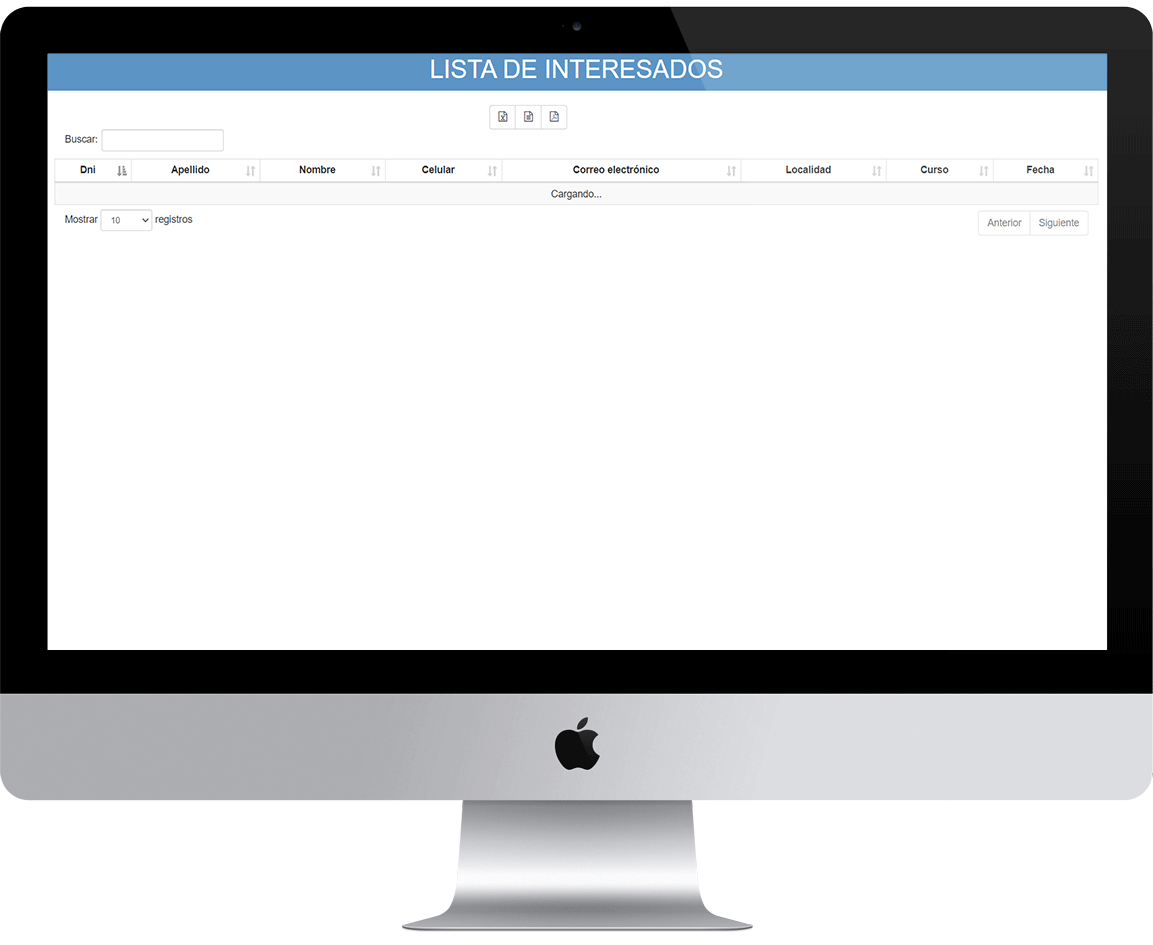 LISTA DE INTERESADOS
Buscar:
Dni Apellido Nombre Celular Correo electrónico Localidad Curso Fecha
Cargando...
Mostrar 10 registros Anterior Siguiente